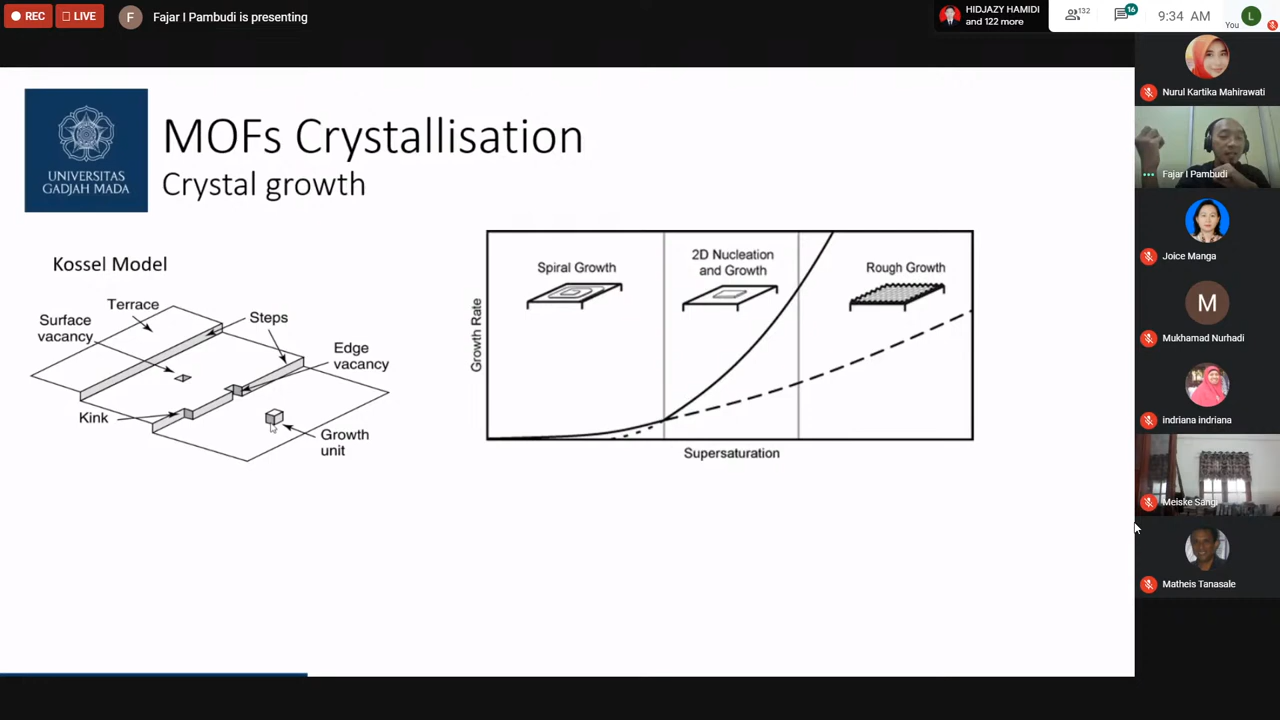 REC
LIVE
F
Fajar I Pambudi is presenting
HIDJAZY HAMIDI
and 122 more
132
16
9:34 AM
L
You
UNIVERSITAS
GADJAH MADA
MOFs Crystallisation
Crystal growth
Kossel Model
Terrace
Surface
vacancy
Steps
Edge
vacancy
Kink
Growth
unit
Growth Rate
Spiral Growth
2D Nucleation
and Growth
Rough Growth
Supersaturation
Nurul Kartika Mahirawati
Fajar I Pambudi
Joice Manga
M
Mukhamad Nurhadi
indriana indriana
Meiske Sangi
Matheis Tanasale